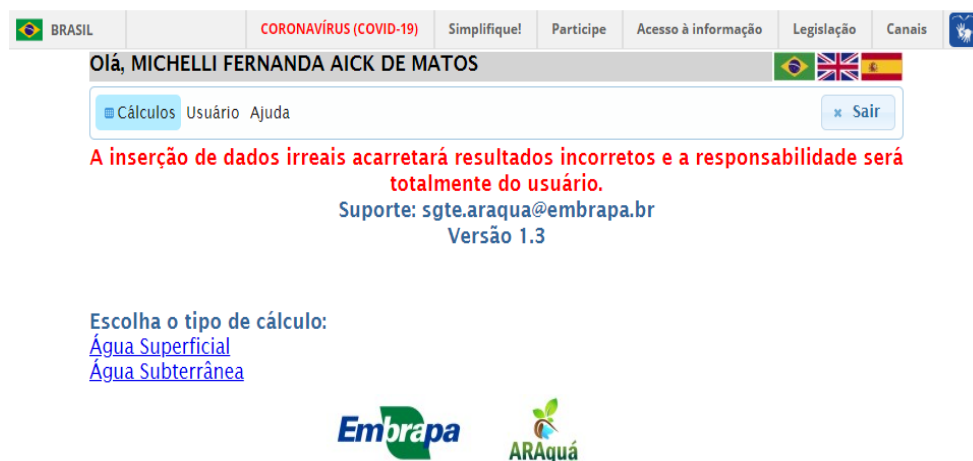 BRASIL CORONAVÍRUS (COVID-19) Simplifique! Participe Acesso à informação Legislação Canais
Olá, MICHELLI FERNANDA AICK DE MATOS
Cálculos Usuário Ajuda × Sair
A inserção de dados irreais acarretará resultados incorretos e a responsabilidade será
totalmente do usuário.
Suporte: sgte.araqua@embrapa.br
Versão 1.3
Escolha o tipo de cálculo:
Água Superficial
Água Subterrânea
Embrapa ARAquá